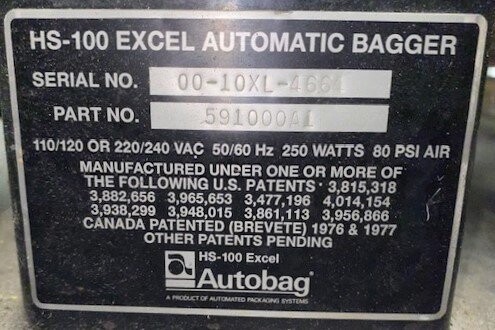 HS-100 EXCEL AUTOMATIC BAGGER
SERIAL NO. 00-10XL-4661
PART NO. 591000A1
110/120 OR 220/240 VAC 50/60 Hz 250 WATTS 80 PSI AIR
MANUFACTURED UNDER ONE OR MORE OF
THE FOLLOWING U.S. PATENTS · 3,815,318
3,882,656 3,965,653 3,477,196 4,014,154
3,938,299 3,948,015 3,861,113 3,956,866
CANADA PATENTED (BREVETE) 1976 & 1977
OTHER PATENTS PENDING
HS-100 Excel
Autobag®
A PRODUCT OF AUTOMATED PACKAGING SYSTEMS